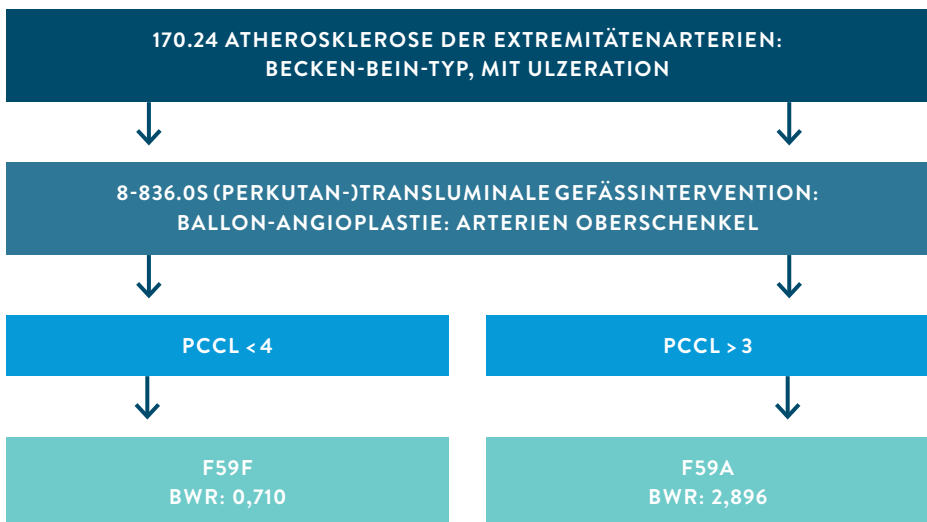 170.24 ATHEROSKLEROSE DER EXTREMITÄTENARTERIEN:
BECKEN-BEIN-TYP, MIT ULZERATION
8-836.0S (PERKUTAN-)TRANSLUMINALE GEFÄSSINTERVENTION:
BALLON-ANGIOPLASTIE: ARTERIEN OBERSCHENKEL
PCCL < 4
PCCL > 3
F59F
BWR: 0,710
F59A
BWR: 2,896